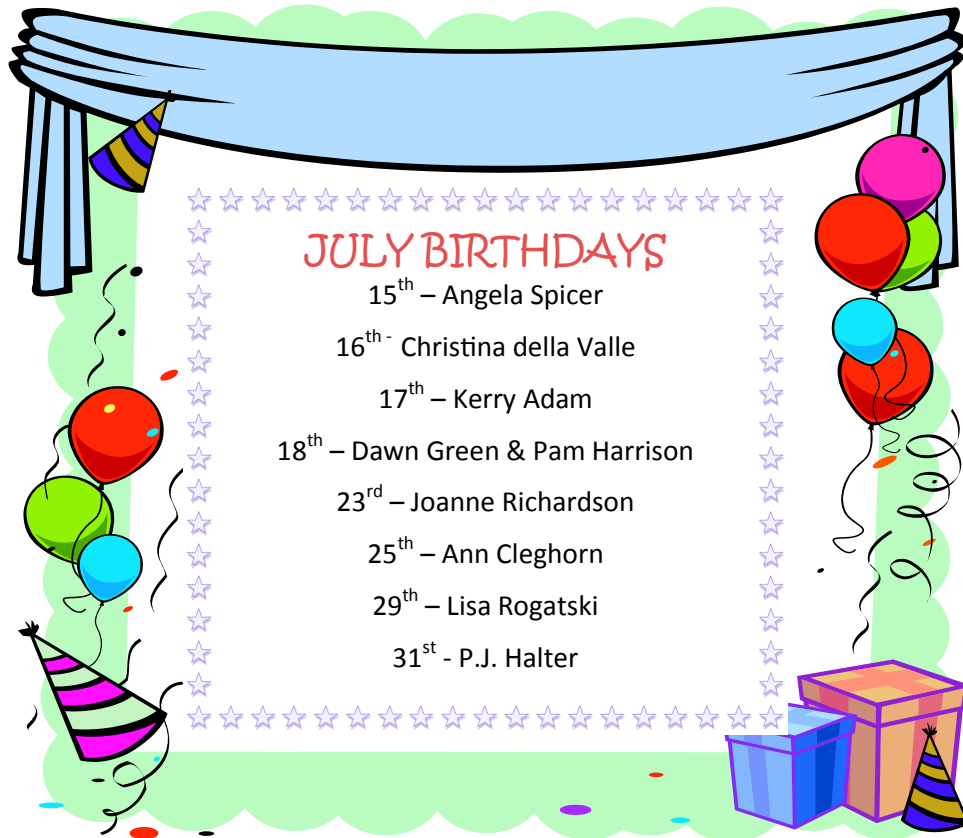 JULY BIRTHDAYS
15th – Angela Spicer
16th - Christina della Valle
17th – Kerry Adam
18th – Dawn Green & Pam Harrison
23rd – Joanne Richardson
25th – Ann Cleghorn
29th – Lisa Rogatski
31st - P.J. Halter